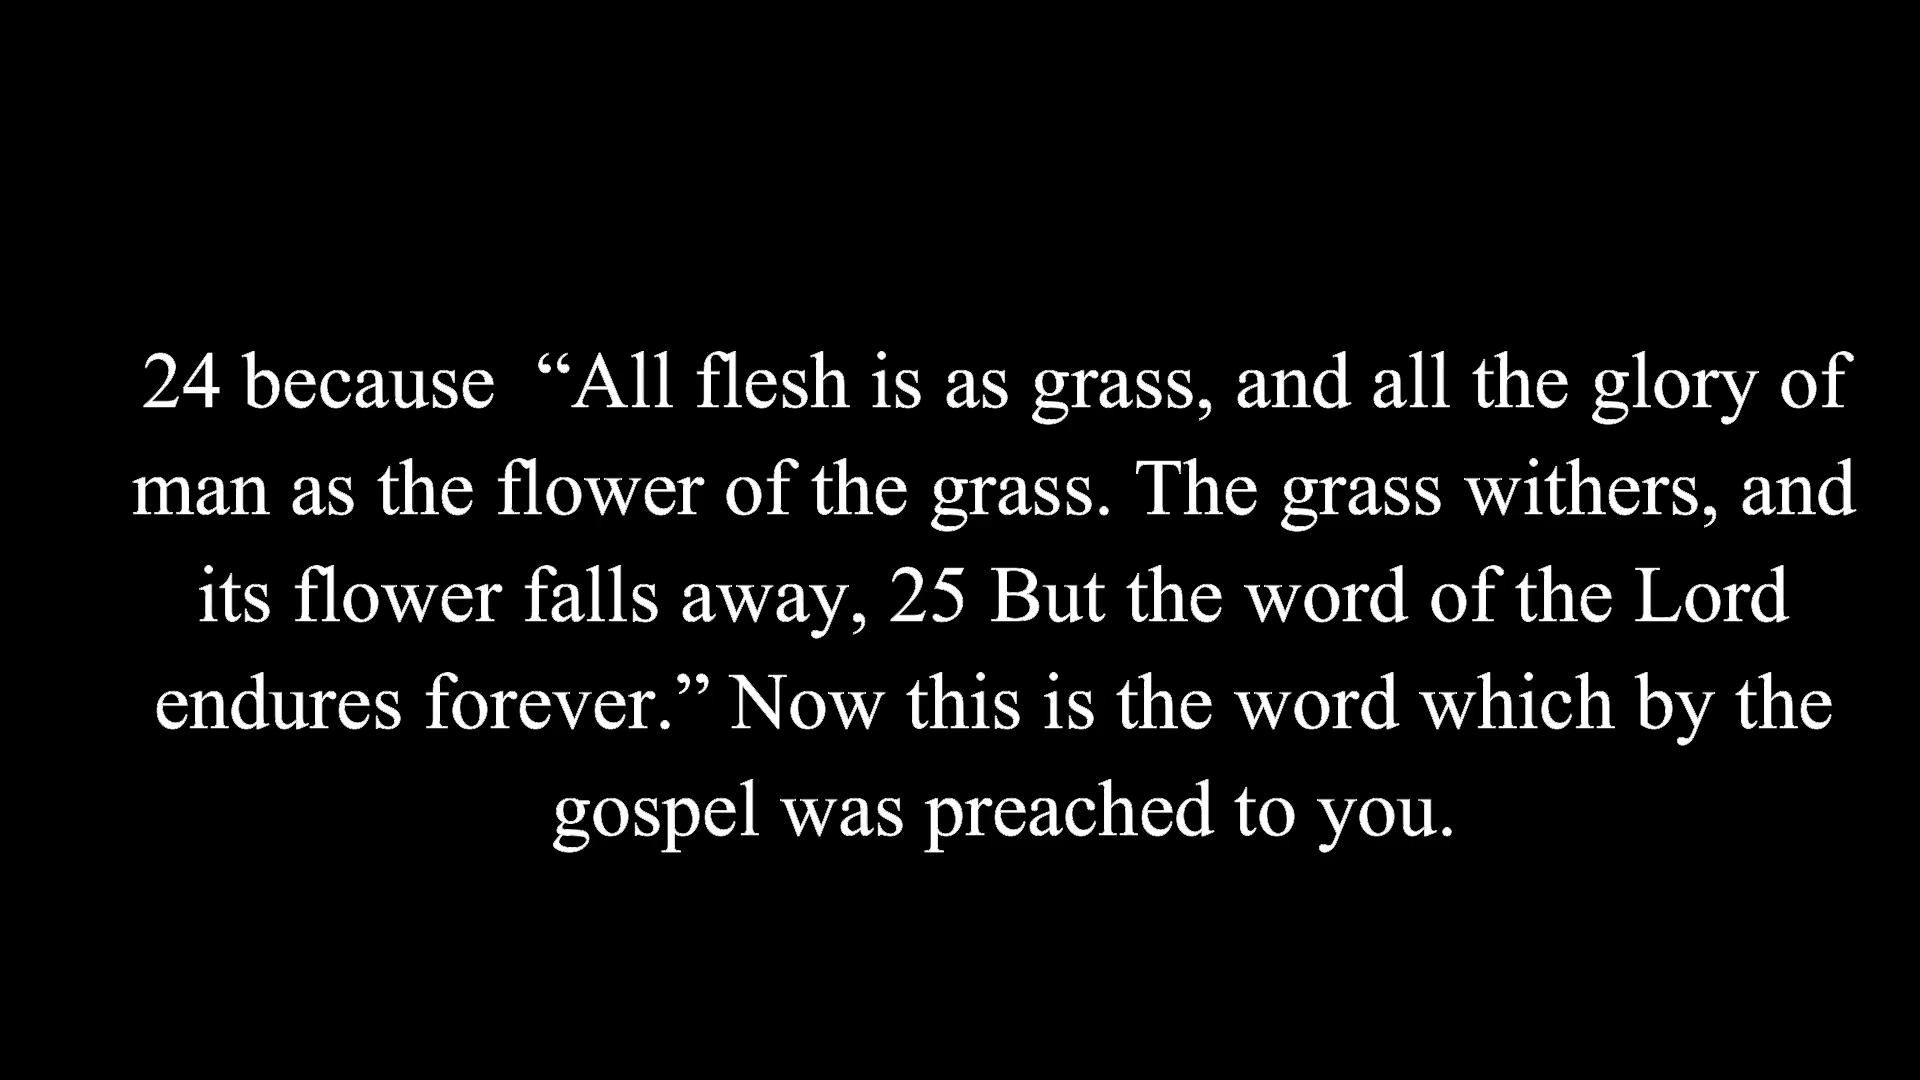 24 because  “All flesh is as grass, and all the glory of
man as the flower of the grass. The grass withers, and
its flower falls away, 25 But the word of the Lord
endures forever.” Now this is the word which by the
gospel was preached to you.